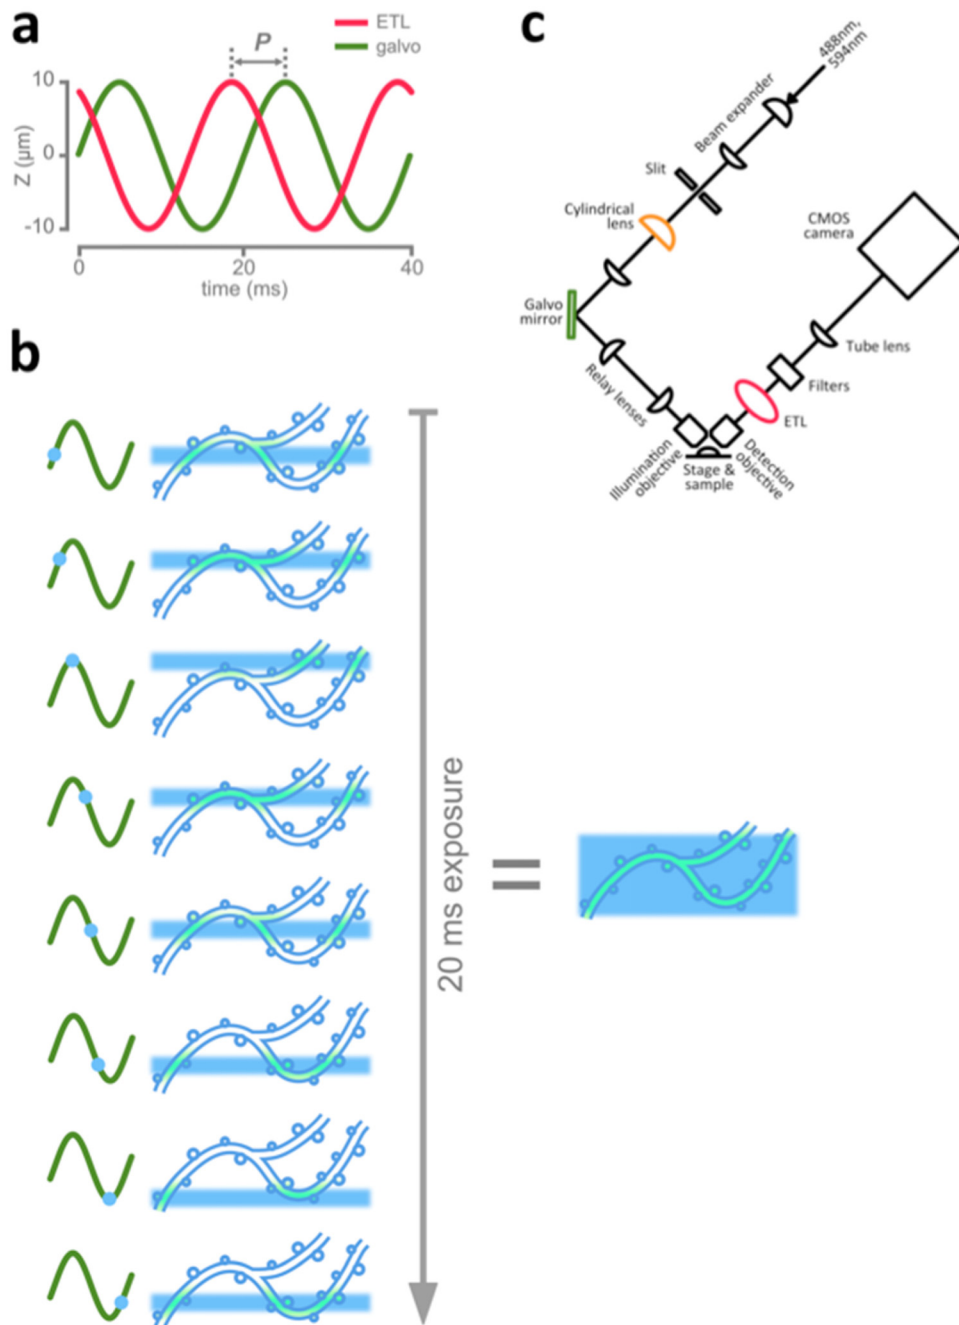 a
ETL
galvo
P
10
0
-10
Z (µm)
0
20
40
time (ms)
b
20 ms exposure
=
c
488nm,
594nm
Beam expander
Slit
Cylindrical
lens
Galvo
mirror
Relay lenses
Illumination
objective
Stage &
sample
Detection
objective
ETL
Filters
Tube lens
CMOS
camera